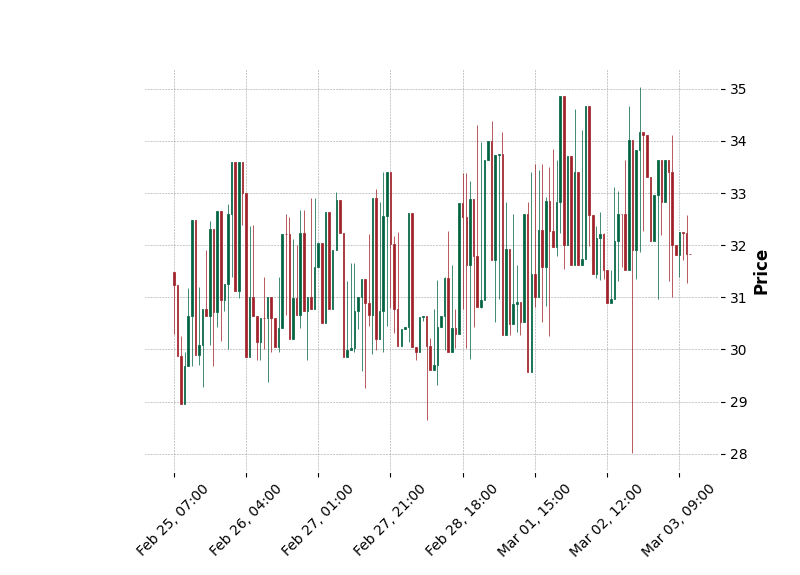 35
34
33
32
31
30
29
28
Price
Feb 25, 07:00
Feb 26, 04:00
Feb 27, 01:00
Feb 27, 21:00
Feb 28, 18:00
Mar 01, 15:00
Mar 02, 12:00
Mar 03, 09:00